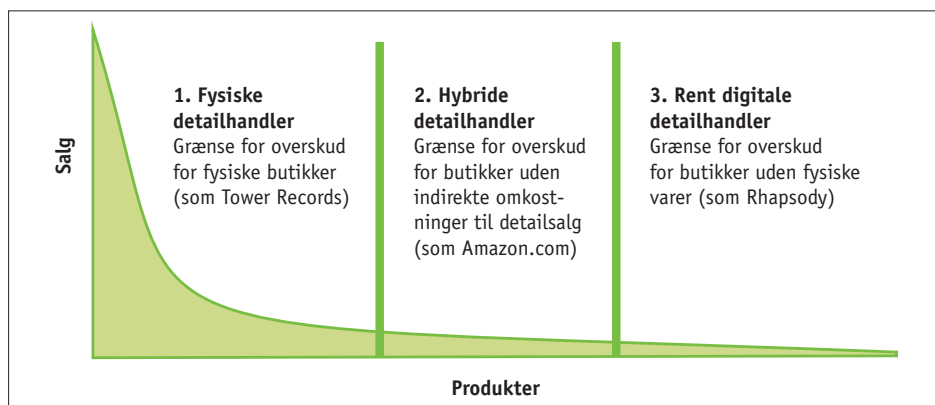 Salg
1. Fysiske
detailhandler
Grænse for overskud
for fysiske butikker
(som Tower Records)
2. Hybride
detailhandler
Grænse for overskud
for butikker uden
indirekte omkost-
ninger til detailsalg
(som Amazon.com)
3. Rent digitale
detailhandler
Grænse for overskud
for butikker uden fysiske
varer (som Rhapsody)
Produkter